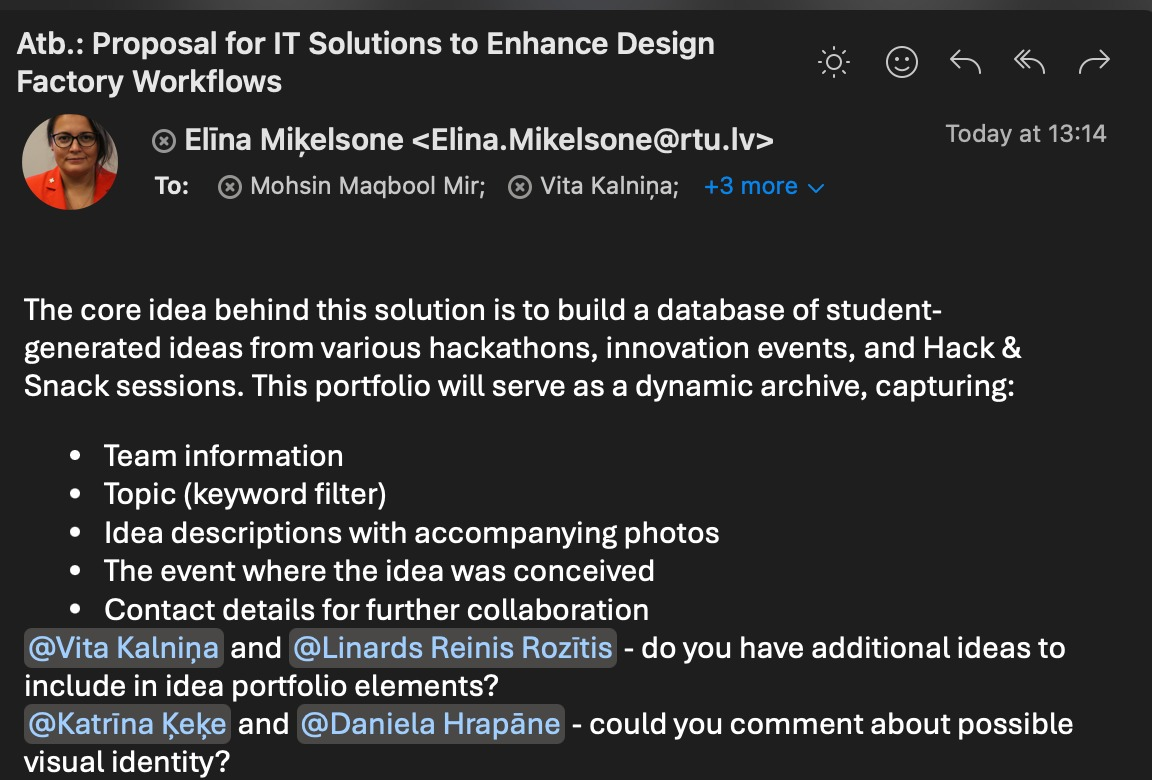 Atb.: Proposal for IT Solutions to Enhance Design
Factory Workflows
Elīna Miķelsone <Elina.Mikelsone@rtu.lv>
Today at 13:14
To: Mohsin Maqbool Mir; Vita Kalniņa; +3 more
The core idea behind this solution is to build a database of student-
generated ideas from various hackathons, innovation events, and Hack &
Snack sessions. This portfolio will serve as a dynamic archive, capturing:
• Team information
• Topic (keyword filter)
• Idea descriptions with accompanying photos
• The event where the idea was conceived
• Contact details for further collaboration
@Vita Kalniņa and @Linards Reinis Rozītis - do you have additional ideas to
include in idea portfolio elements?
@Katrīna Ķeķe and @Daniela Hrapāne - could you comment about possible
visual identity?